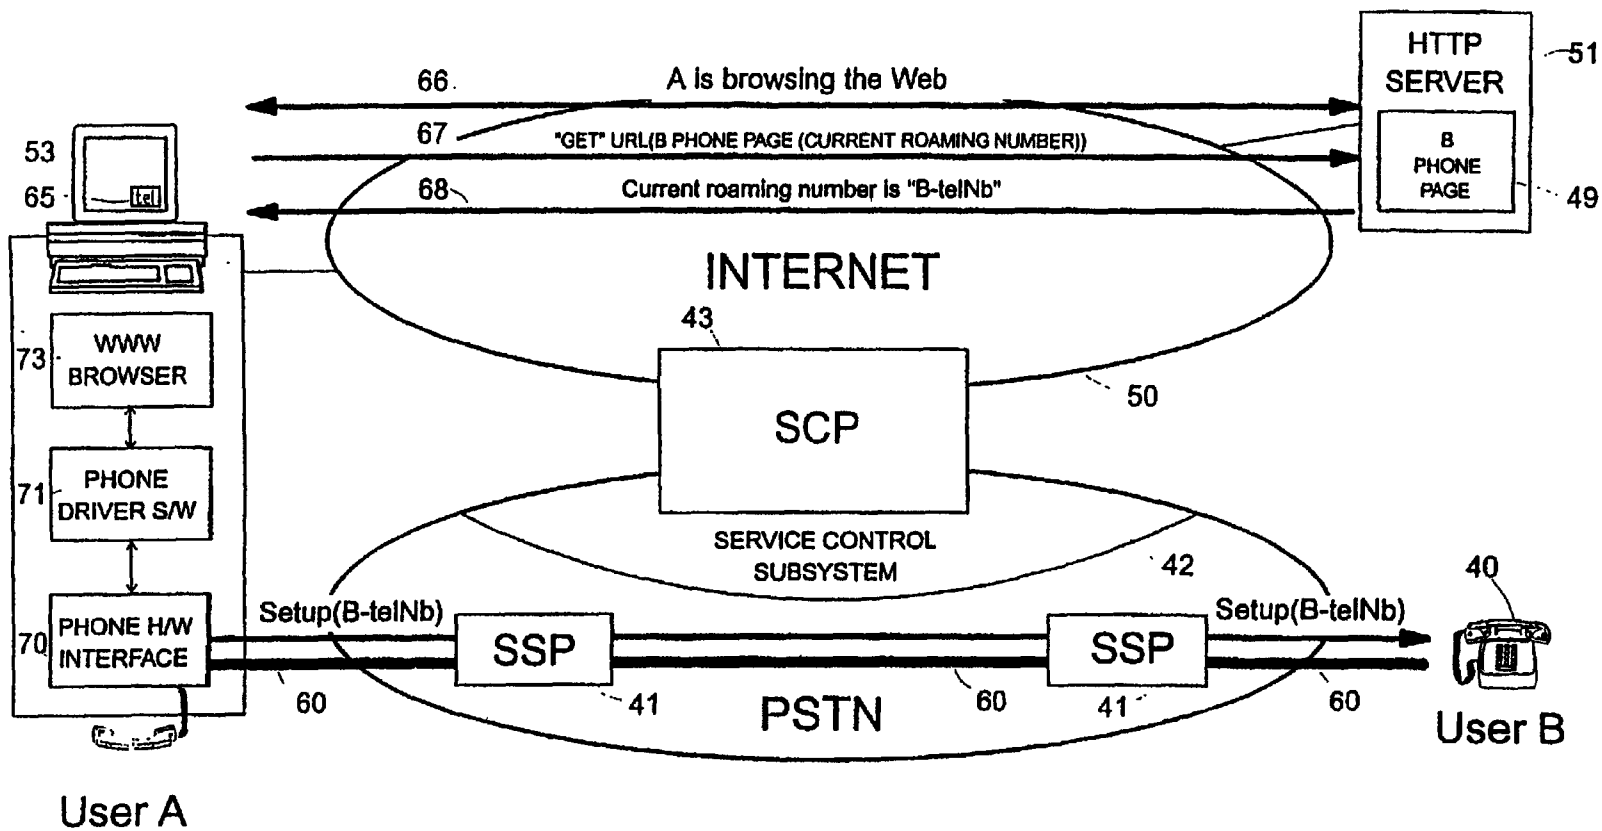 66
A is browsing the Web
HTTP
SERVER
51
67
"GET" URL(B PHONE PAGE (CURRENT ROAMING NUMBER))
B
PHONE
PAGE
49
53
65
tel
68
Current roaming number is "B-telNb"
INTERNET
43
SCP
50
73
WWW
BROWSER
71
PHONE
DRIVER S/W
SERVICE CONTROL
SUBSYSTEM
42
40
70
PHONE H/W
INTERFACE
Setup(B-telNb)
SSP
SSP
Setup(B-telNb)
60
41
PSTN
60
41
60
User B
User A